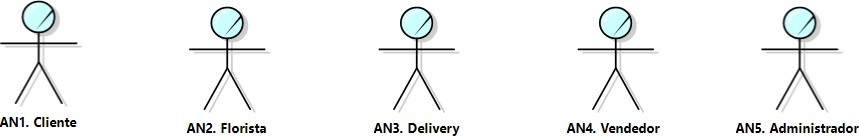 AN1. Cliente
AN2. Florista
AN3. Delivery
AN4. Vendedor
AN5. Administrador